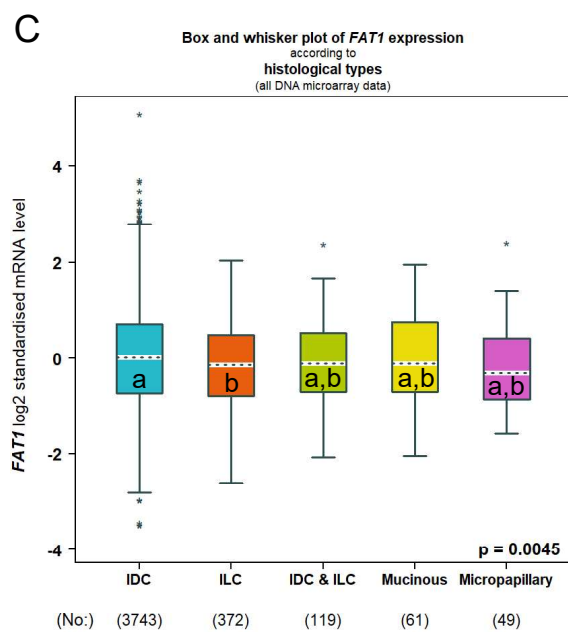 C
Box and whisker plot of FAT1 expression
according to
histological types
(all DNA microarray data)
FAT1 log2 standardised mRNA level
4
2
0
-2
-4
a
b
a,b
a,b
a,b
p = 0.0045
IDC ILC IDC & ILC Mucinous Micropapillary
(No:) (3743) (372) (119) (61) (49)